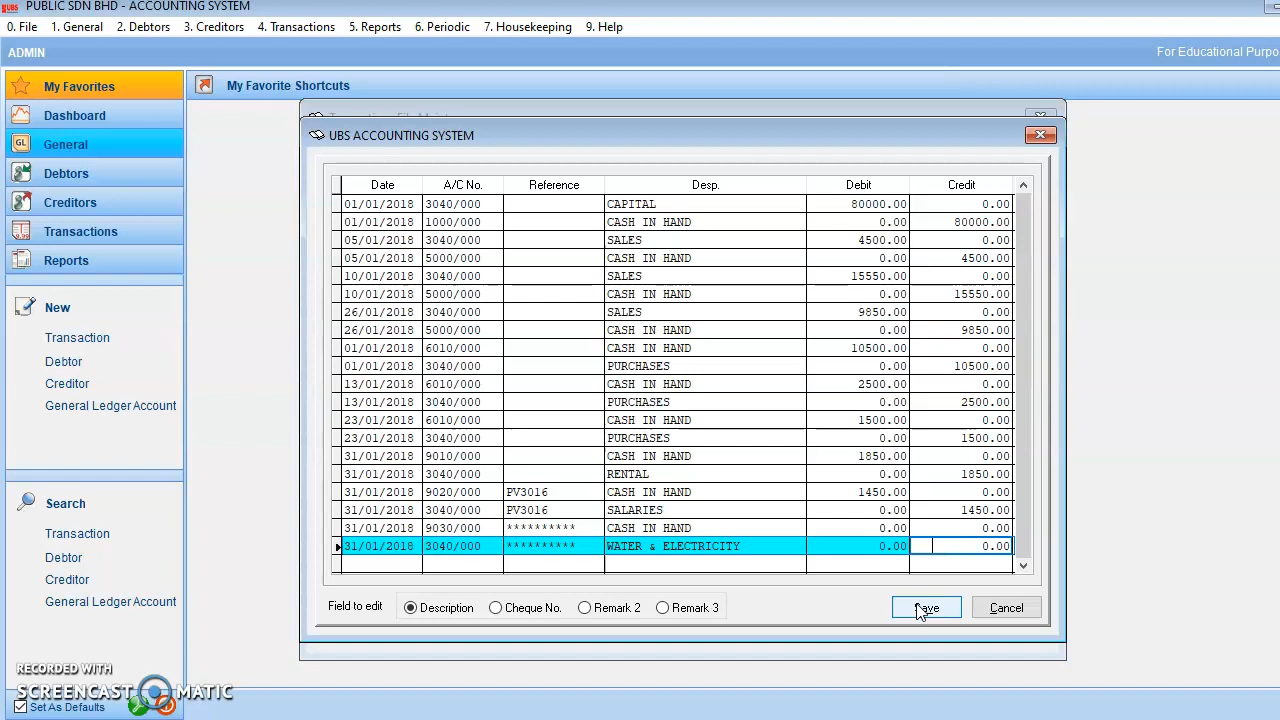 UBS PUBLIC SDN BHD - ACCOUNTING SYSTEM
0. File 1. General 2. Debtors 3. Creditors 4. Transactions 5. Reports 6. Periodic 7. Housekeeping 9. Help
ADMIN
For Educational Purpo
My Favorites
My Favorite Shortcuts
Dashboard
GL General
Debtors
Creditors
Transactions
Reports
New
Transaction
Debtor
Creditor
General Ledger Account
Search
Transaction
Debtor
Creditor
General Ledger Account
RECORDED WITH
SCREENCAST MATIC
Set As Defaults
UBS ACCOUNTING SYSTEM
Date A/C No. Reference Desp. Debit Credit
01/01/2018 3040/000 CAPITAL 80000.00 0.00
01/01/2018 1000/000 CASH IN HAND 0.00 80000.00
05/01/2018 3040/000 SALES 4500.00 0.00
05/01/2018 5000/000 CASH IN HAND 0.00 4500.00
10/01/2018 3040/000 SALES 15550.00 0.00
10/01/2018 5000/000 CASH IN HAND 0.00 15550.00
26/01/2018 3040/000 SALES 9850.00 0.00
26/01/2018 5000/000 CASH IN HAND 0.00 9850.00
01/01/2018 6010/000 CASH IN HAND 10500.00 0.00
01/01/2018 3040/000 PURCHASES 0.00 10500.00
13/01/2018 6010/000 CASH IN HAND 2500.00 0.00
13/01/2018 3040/000 PURCHASES 0.00 2500.00
23/01/2018 6010/000 CASH IN HAND 1500.00 0.00
23/01/2018 3040/000 PURCHASES 0.00 1500.00
31/01/2018 9010/000 CASH IN HAND 1850.00 0.00
31/01/2018 3040/000 RENTAL 0.00 1850.00
31/01/2018 9020/000 PV3016 CASH IN HAND 1450.00 0.00
31/01/2018 3040/000 PV3016 SALARIES 0.00 1450.00
31/01/2018 9030/000 ********** CASH IN HAND 0.00 0.00
31/01/2018 3040/000 ********** WATER & ELECTRICITY 0.00 0.00
Field to edit Description Cheque No. Remark 2 Remark 3 Save Cancel